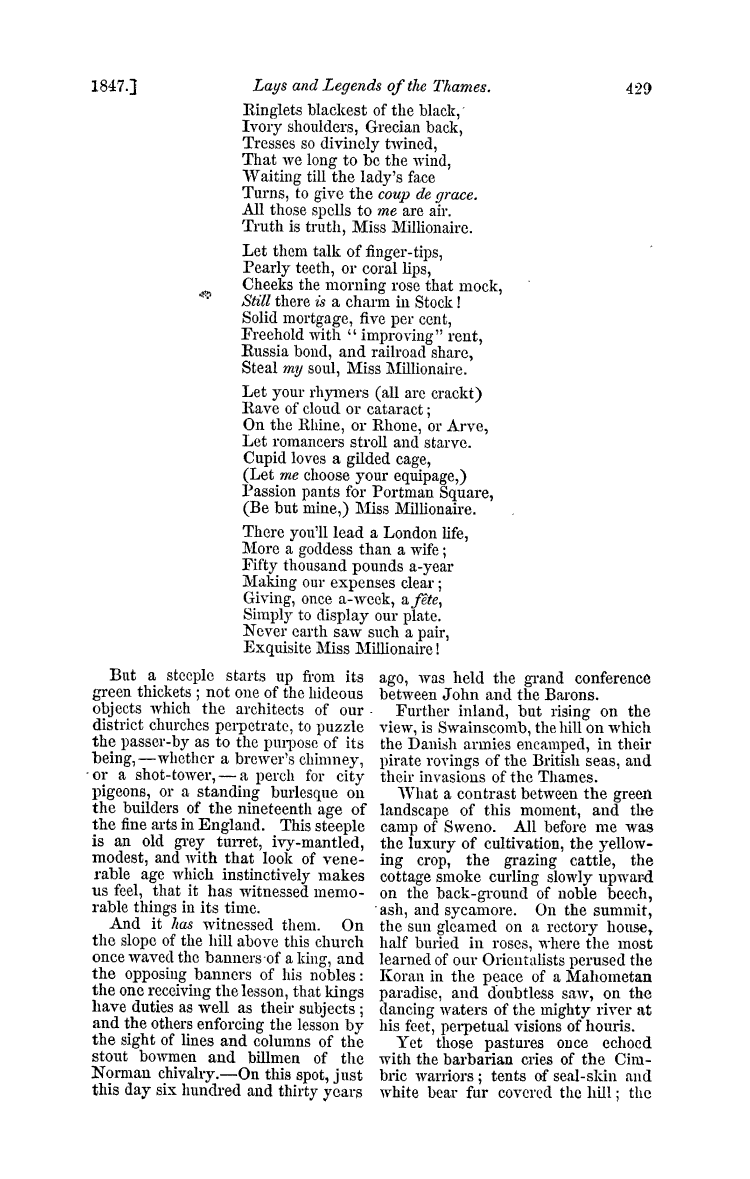 1847.] Lays and Legends of the Thames. 429
Ringlets blackest of the black,
Ivory shoulders, Grecian back,
Tresses so divinely twined,
That we long to be the wind,
Waiting till the lady's face
Turns, to give the coup de grace.
All those spells to me are air.
Truth is truth, Miss Millionaire.
Let them talk of finger-tips,
Pearly teeth, or coral lips,
Cheeks the morning rose that mock,
Still there is a charm in Stock!
Solid mortgage, five per cent,
Freehold with "improving" rent,
Russia bond, and railroad share,
Steal my soul, Miss Millionaire.
Let your rhymers (all are crackt)
Rave of cloud or cataract;
On the Rhine, or Rhone, or Arve,
Let romancers stroll and starve.
Cupid loves a gilded cage,
(Let me choose your equipage,)
Passion pants for Portman Square,
(Be but mine,) Miss Millionaire.
There you'll lead a London life,
More a goddess than a wife;
Fifty thousand pounds a-year
Making our expenses clear;
Giving, once a-week, a fête,
Simply to display our plate.
Never earth saw such a pair,
Exquisite Miss Millionaire!
But a steeple starts up from its
green thickets; not one of the hideous
objects which the architects of our
district churches perpetrate, to puzzle
the passer-by as to the purpose of its
being,—whether a brewer's chimney,
or a shot-tower,—a perch for city
pigeons, or a standing burlesque on
the builders of the nineteenth age of
the fine arts in England. This steeple
is an old grey turret, ivy-mantled,
modest, and with that look of vene-
rable age which instinctively makes
us feel, that it has witnessed memo-
rable things in its time.
And it has witnessed them. On
the slope of the hill above this church
once waved the banners of a king, and
the opposing banners of his nobles:
the one receiving the lesson, that kings
have duties as well as their subjects;
and the others enforcing the lesson by
the sight of lines and columns of the
stout bowmen and billmen of the
Norman chivalry.—On this spot, just
this day six hundred and thirty years
ago, was held the grand conference
between John and the Barons.
Further inland, but rising on the
view, is Swainscomb, the hill on which
the Danish armies encamped, in their
pirate rovings of the British seas, and
their invasions of the Thames.
What a contrast between the green
landscape of this moment, and the
camp of Sweno. All before me was
the luxury of cultivation, the yellow-
ing crop, the grazing cattle, the
cottage smoke curling slowly upward
on the back-ground of noble beech,
ash, and sycamore. On the summit,
the sun gleamed on a rectory house,
half buried in roses, where the most
learned of our Orientalists perused the
Koran in the peace of a Mahometan
paradise, and doubtless saw, on the
dancing waters of the mighty river at
his feet, perpetual visions of houris.
Yet those pastures once echoed
with the barbarian cries of the Cim-
bric warriors; tents of seal-skin and
white bear fur covered the hill; the